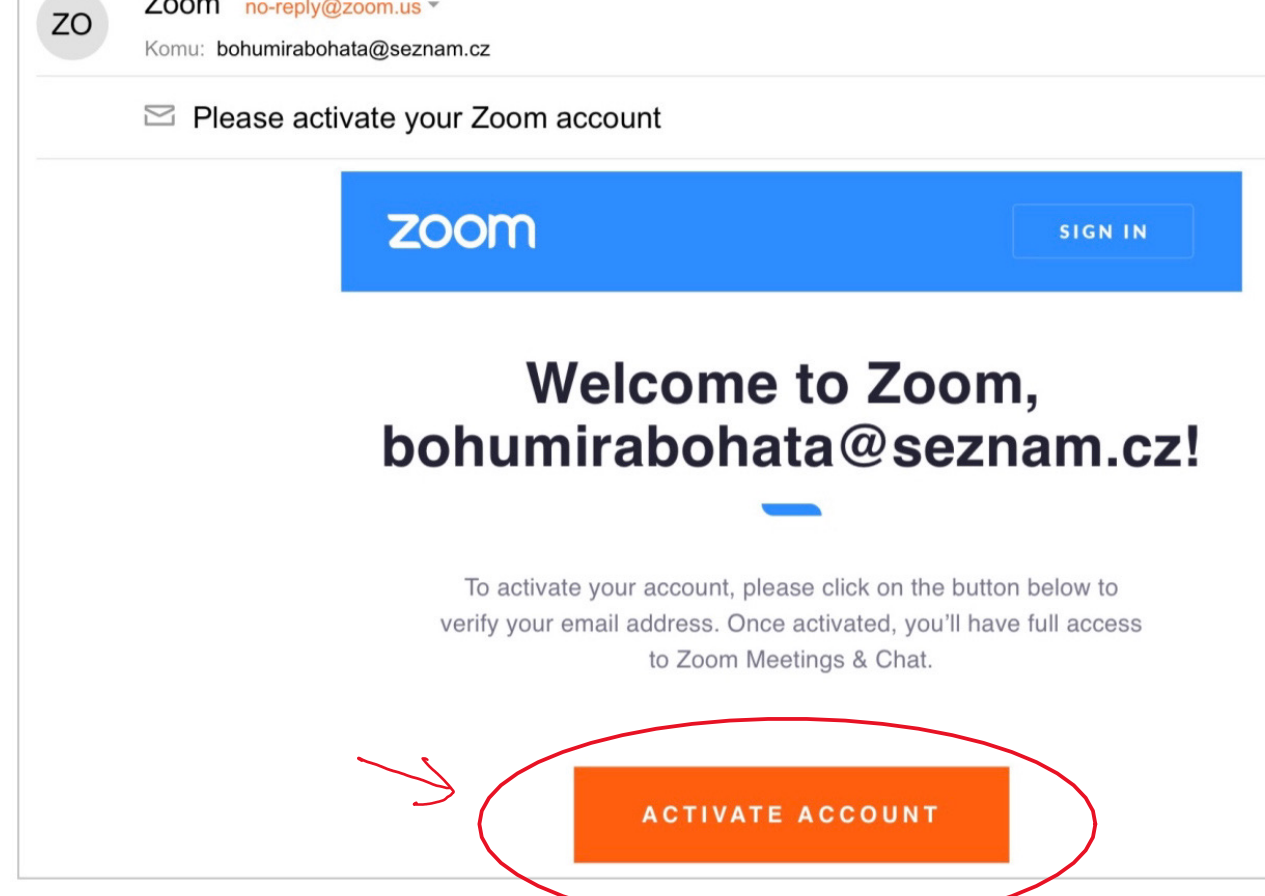 ZO
Zoom no-reply@zoom.us
Komu: bohumirabohata@seznam.cz
Please activate your Zoom account
zoom
SIGN IN
Welcome to Zoom,
bohumirabohata@seznam.cz!
To activate your account, please click on the button below to
verify your email address. Once activated, you'll have full access
to Zoom Meetings & Chat.
ACTIVATE ACCOUNT